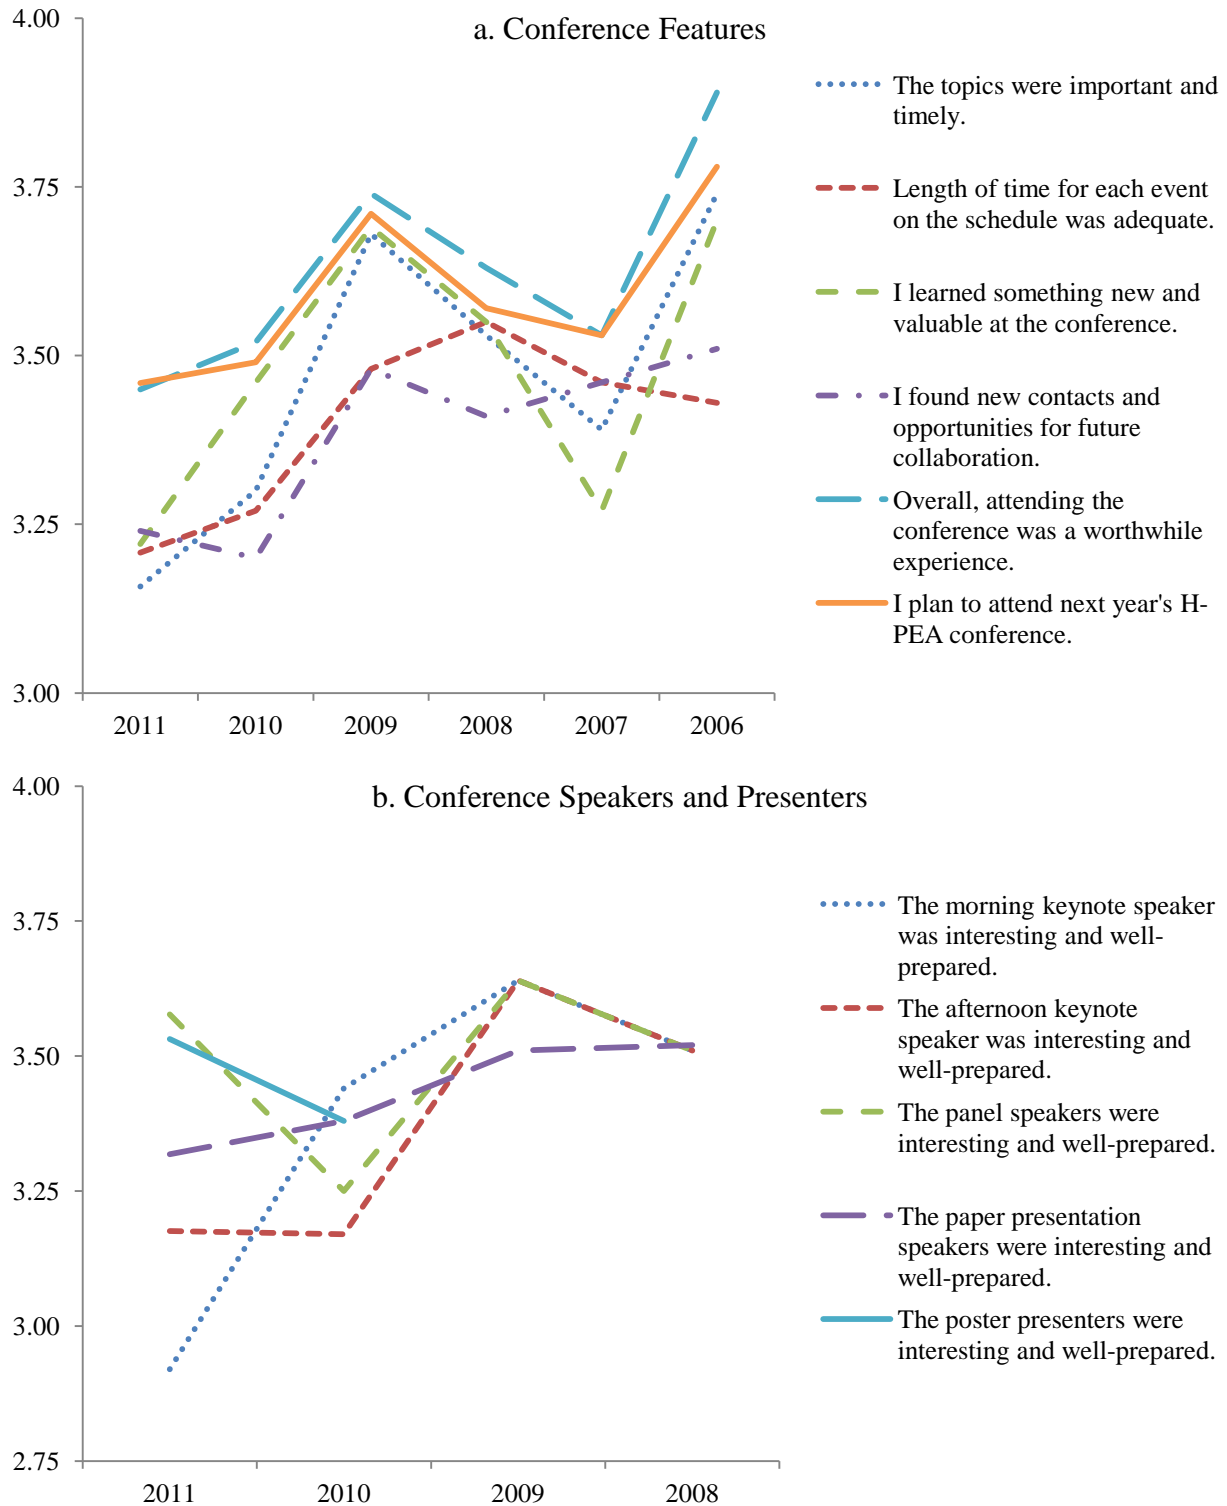 a. Conference Features
4.00
3.75
3.50
3.25
3.00
2011
2010
2009
2008
2007
2006
The topics were important and
timely.
Length of time for each event
on the schedule was adequate.
I learned something new and
valuable at the conference.
I found new contacts and
opportunities for future
collaboration.
Overall, attending the
conference was a worthwhile
experience.
I plan to attend next year's H-
PEA conference.
b. Conference Speakers and Presenters
4.00
3.75
3.50
3.25
3.00
2.75
2011
2010
2009
2008
The morning keynote speaker
was interesting and well-
prepared.
The afternoon keynote
speaker was interesting and
well-prepared.
The panel speakers were
interesting and well-prepared.
The paper presentation
speakers were interesting and
well-prepared.
The poster presenters were
interesting and well-prepared.